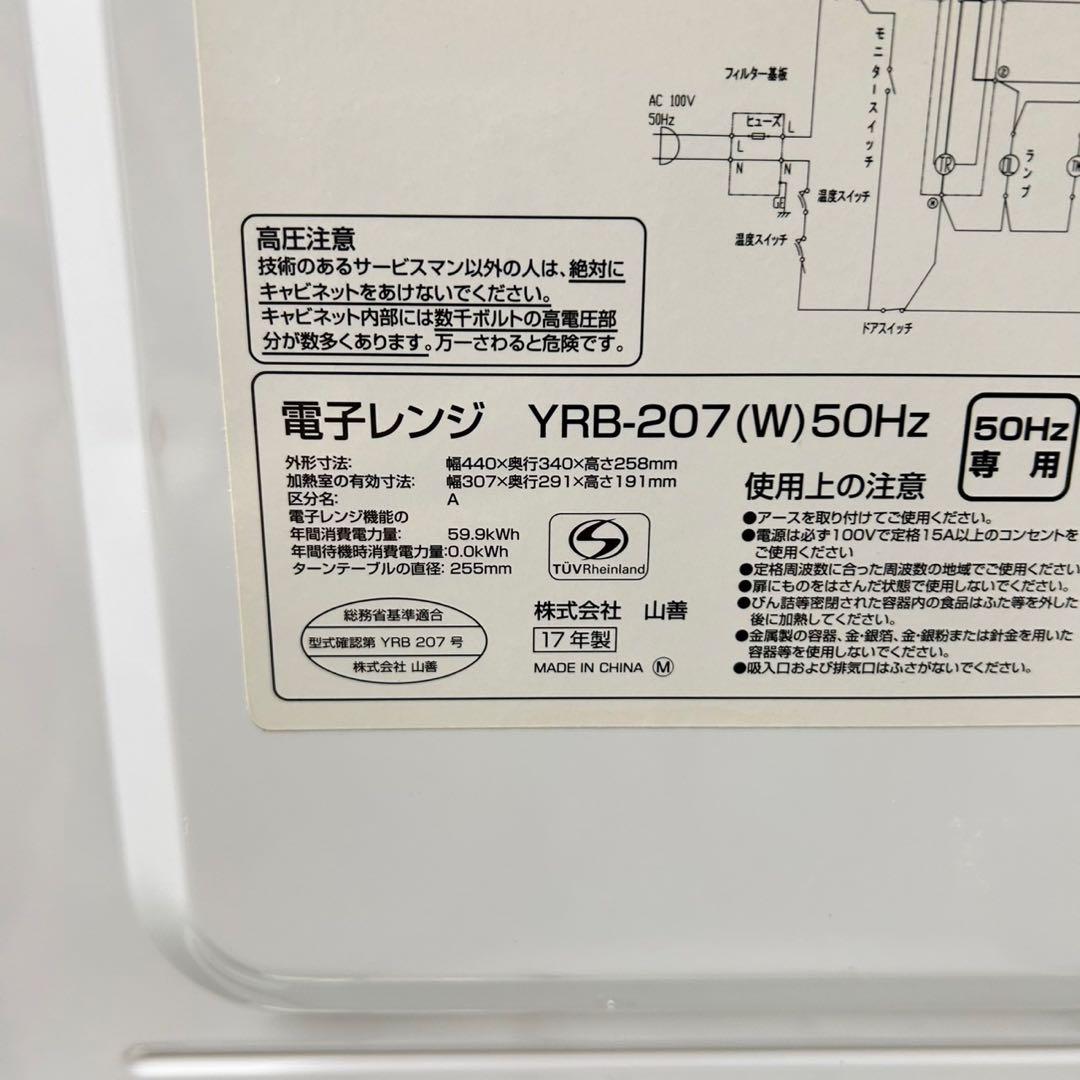 モニタースイッチ
フィルター基板
AC 100V
50Hz
ヒューズ
L
L
N
N
GE
温度スイッチ
温度スイッチ
ドアスイッチ
TR
DL
ランプ
高圧注意
技術のあるサービスマン以外の人は、絶対に
キャビネットをあけないでください。
キャビネット内部には数千ボルトの高電圧部
分が数多くあります。万一さわると危険です。
電子レンジ YRB-207(W)50Hz
50Hz
専用
外形寸法: 幅440×奥行340×高さ258mm
加熱室の有効寸法: 幅307×奥行291×高さ191mm
区分名: A
電子レンジ機能の
年間消費電力量: 59.9kWh
年間待機時消費電力量:0.0kWh
ターンテーブルの直径: 255mm
TÜVRheinland
総務省基準適合
型式確認第 YRB 207 号
株式会社 山善
株式会社 山善
17年製
MADE IN CHINA M
使用上の注意
●アースを取り付けてご使用ください。
●電源は必ず100Vで定格15A以上のコンセントを
ご使用ください
●定格周波数に合った周波数の地域でご使用ください
●扉にものをはさんだ状態で使用しないでください。
●びん詰等密閉された容器内の食品はふた等を外した
後に加熱してください。
●金属製の容器、金・銀箔、金・銀粉または針金を用いた
容器等を使用しないでください。
●吸入口および排気口はふさがないでください。